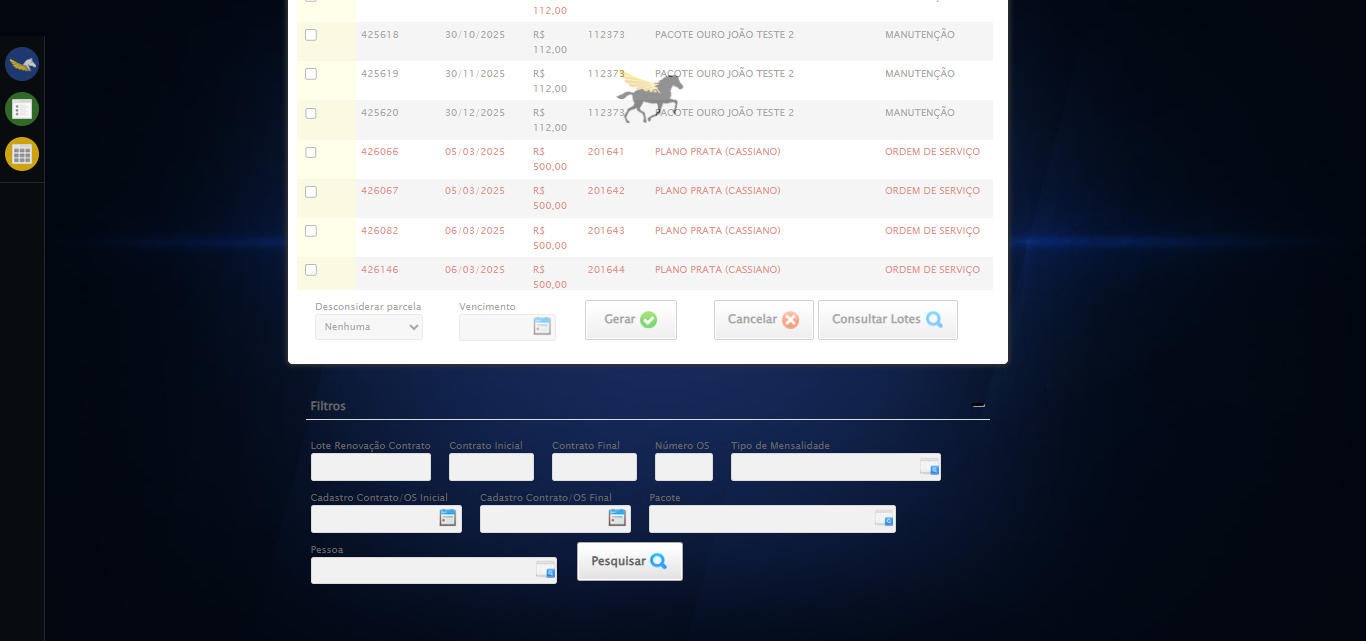 112,00
425618 30/10/2025 R$ 112,00 112373 PACOTE OURO JOÃO TESTE 2 MANUTENÇÃO
425619 30/11/2025 R$ 112,00 112373 PACOTE OURO JOÃO TESTE 2 MANUTENÇÃO
425620 30/12/2025 R$ 112,00 112373 PACOTE OURO JOÃO TESTE 2 MANUTENÇÃO
426066 05/03/2025 R$ 500,00 201641 PLANO PRATA (CASSIANO) ORDEM DE SERVIÇO
426067 05/03/2025 R$ 500,00 201642 PLANO PRATA (CASSIANO) ORDEM DE SERVIÇO
426082 06/03/2025 R$ 500,00 201643 PLANO PRATA (CASSIANO) ORDEM DE SERVIÇO
426146 06/03/2025 R$ 500,00 201644 PLANO PRATA (CASSIANO) ORDEM DE SERVIÇO
Desconsiderar parcela Vencimento
Nenhuma Gerar Cancelar Consultar Lotes
Filtros
Lote Renovação Contrato Contrato Inicial Contrato Final Número OS Tipo de Mensalidade
Cadastro Contrato/OS Inicial Cadastro Contrato/OS Final Pacote
Pessoa
Pesquisar